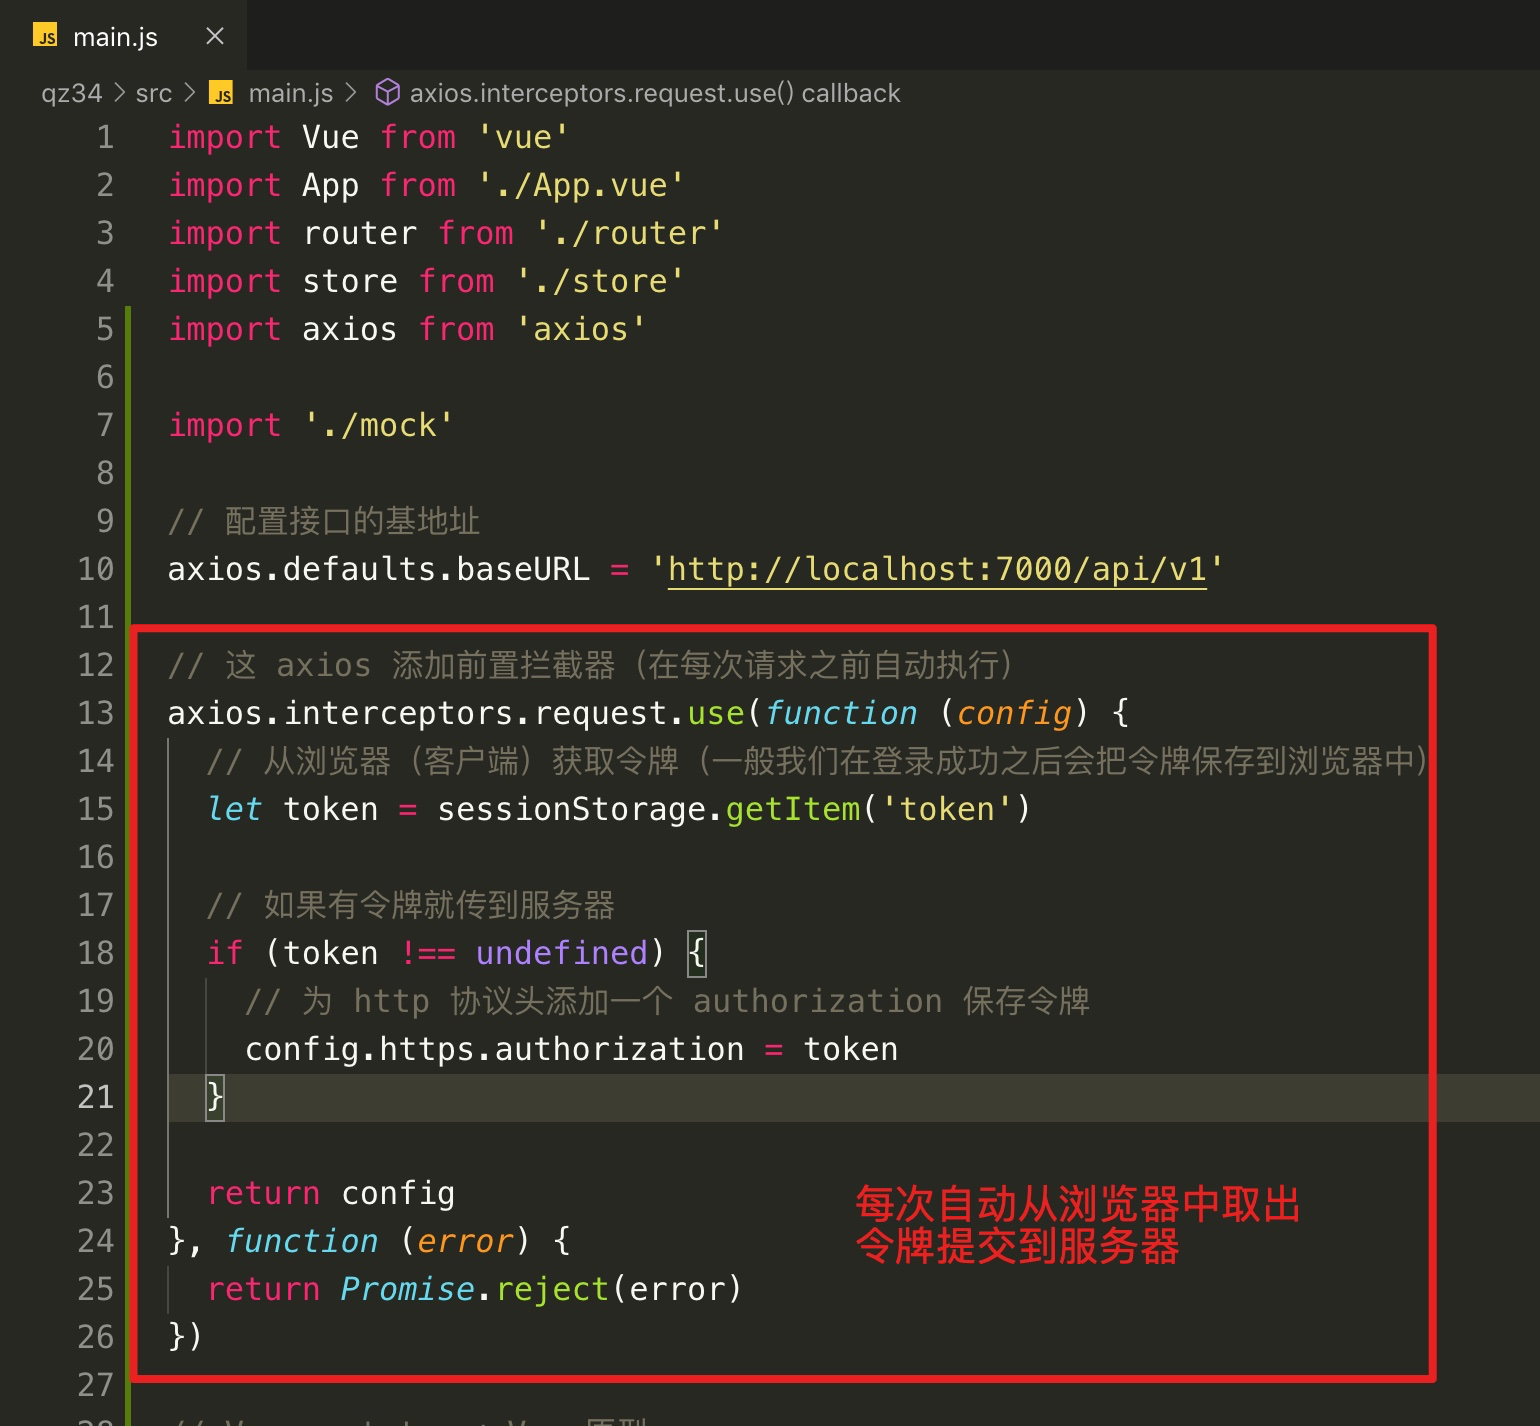 JS main.js ×
qz34 > src > JS main.js > axios.interceptors.request.use() callback
1 import Vue from 'vue'
2 import App from './App.vue'
3 import router from './router'
4 import store from './store'
5 import axios from 'axios'
6
7 import './mock'
8
9 // 配置接口的基地址
10 axios.defaults.baseURL = 'http://localhost:7000/api/v1'
11
12 // 这 axios 添加前置拦截器（在每次请求之前自动执行）
13 axios.interceptors.request.use(function (config) {
14 // 从浏览器（客户端）获取令牌（一般我们在登录成功之后会把令牌保存到浏览器中）
15 let token = sessionStorage.getItem('token')
16
17 // 如果有令牌就传到服务器
18 if (token !== undefined) {
19 // 为 http 协议头添加一个 authorization 保存令牌
20 config.https.authorization = token
21 }
22
23 return config
24 }, function (error) {
25 return Promise.reject(error)
26 })
27
每次自动从浏览器中取出
令牌提交到服务器